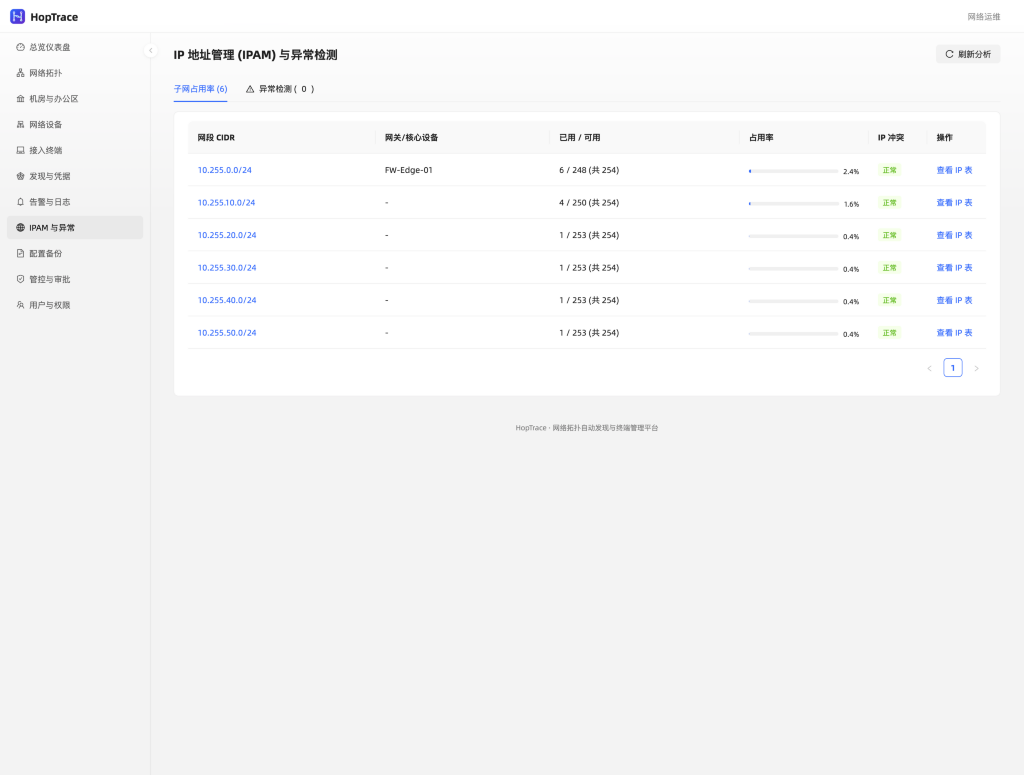 HopTrace
网络运维
总览仪表盘
网络拓扑
机房与办公区
网络设备
接入终端
发现与凭据
告警与日志
IPAM 与异常
配置备份
管控与审批
用户与权限
IP 地址管理 (IPAM) 与异常检测
刷新分析
子网占用率 (6) 异常检测 ( 0 )
网段 CIDR 网关/核心设备 已用 / 可用 占用率 IP 冲突 操作
10.255.0.0/24 FW-Edge-01 6 / 248 (共 254) 2.4% 正常 查看 IP 表
10.255.10.0/24 - 4 / 250 (共 254) 1.6% 正常 查看 IP 表
10.255.20.0/24 - 1 / 253 (共 254) 0.4% 正常 查看 IP 表
10.255.30.0/24 - 1 / 253 (共 254) 0.4% 正常 查看 IP 表
10.255.40.0/24 - 1 / 253 (共 254) 0.4% 正常 查看 IP 表
10.255.50.0/24 - 1 / 253 (共 254) 0.4% 正常 查看 IP 表
1
HopTrace · 网络拓扑自动发现与终端管理平台